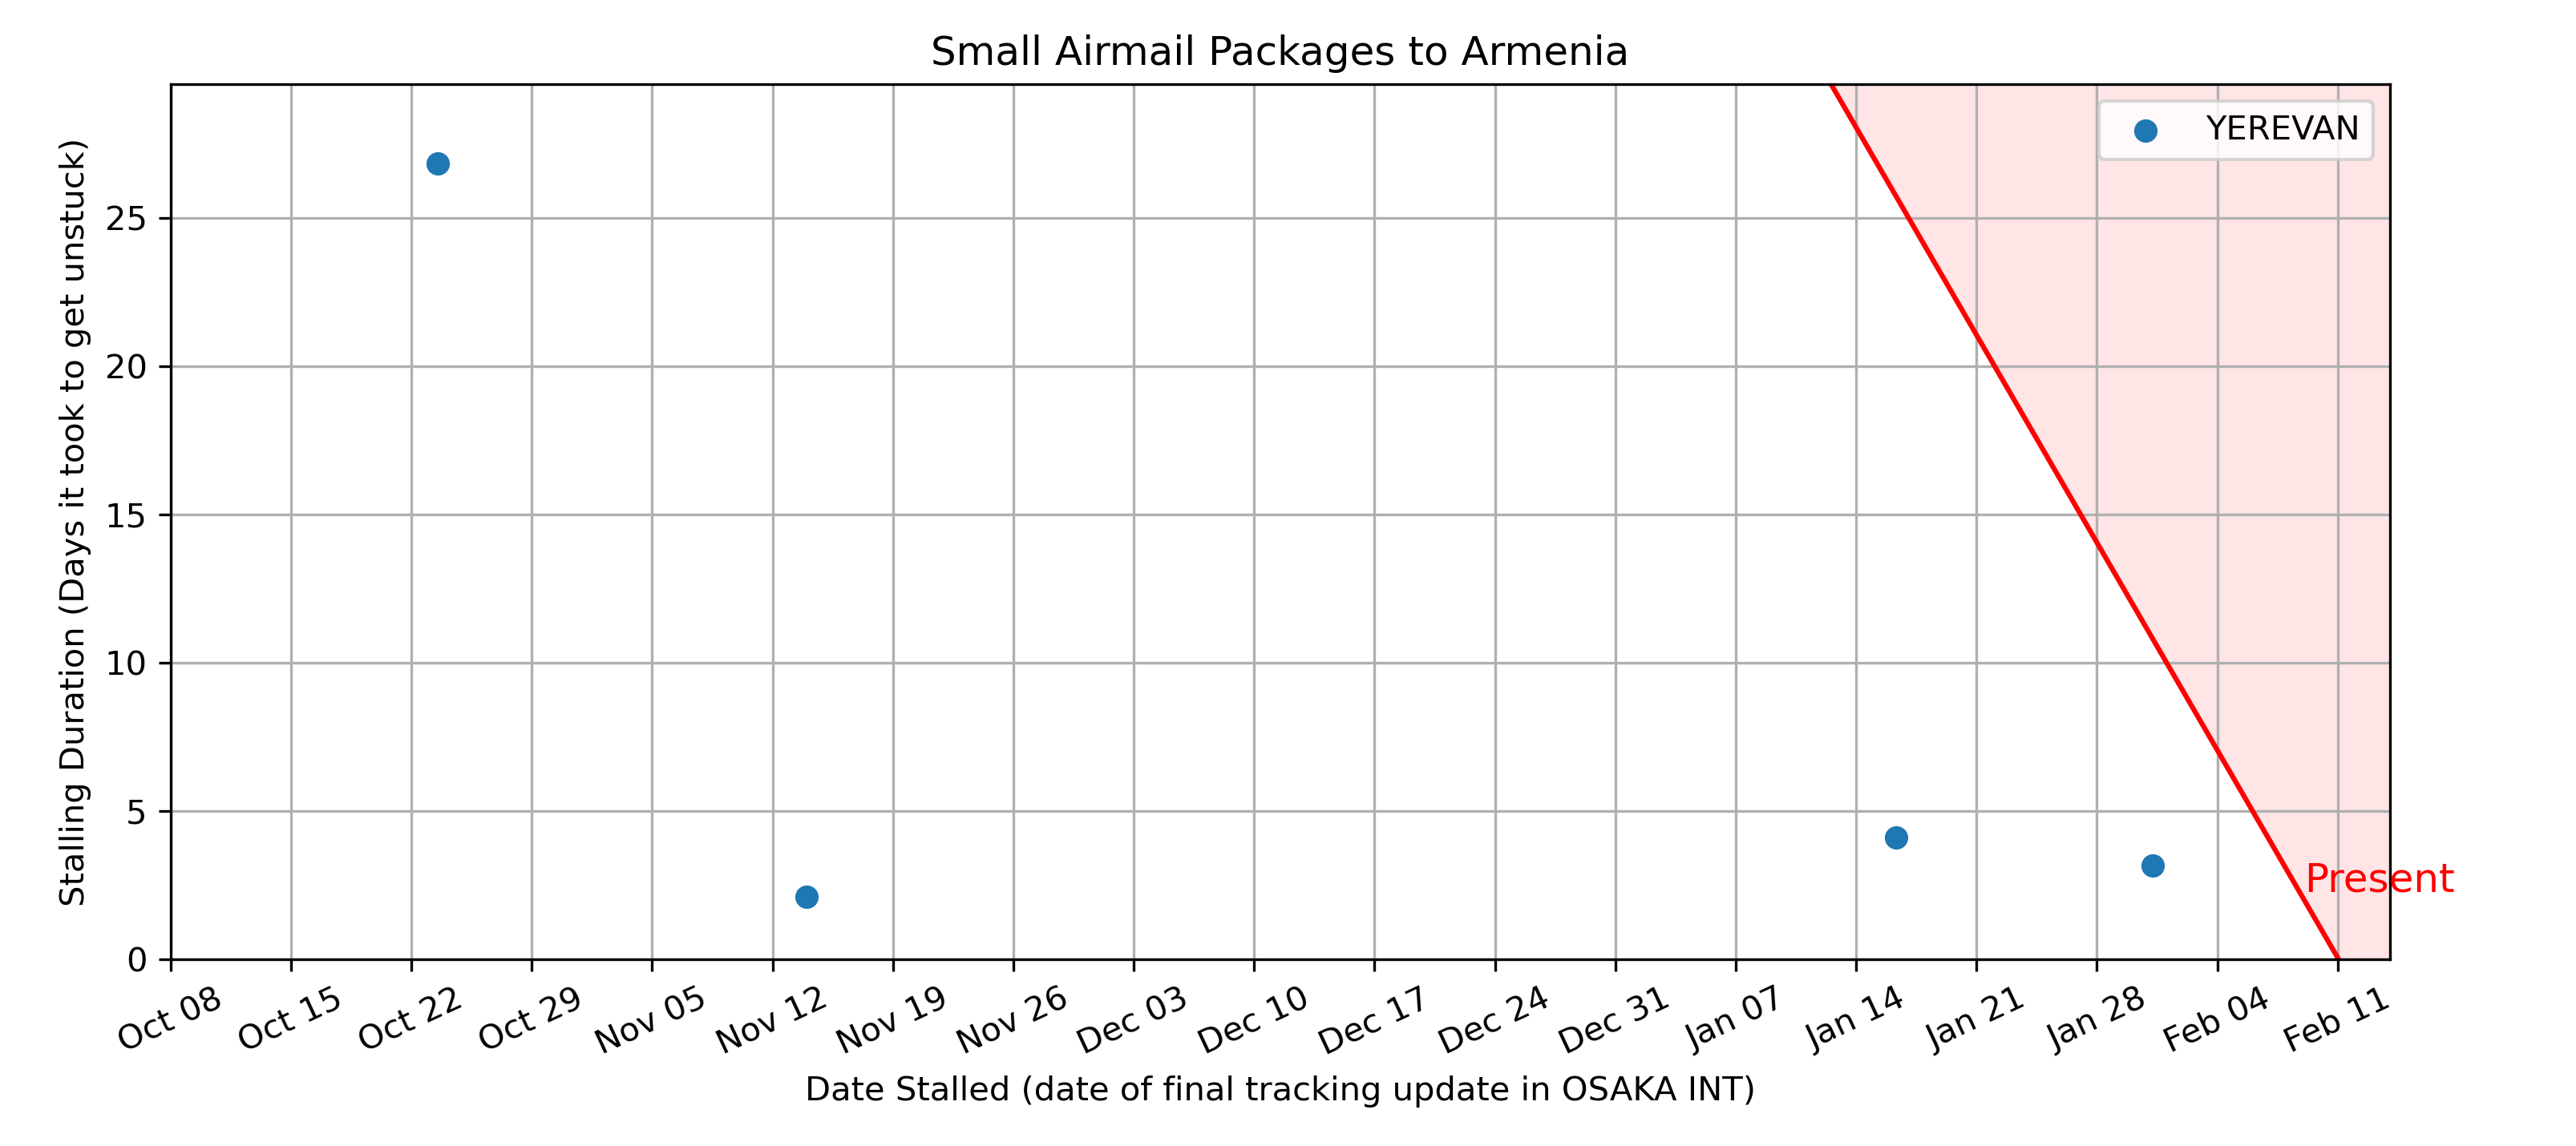 Small Airmail Packages to Armenia
YEREVAN
Stalling Duration (Days it took to get unstuck)
25
20
15
10
5
0
Present
Oct 08 Oct 15 Oct 22 Oct 29 Nov 05 Nov 12 Nov 19 Nov 26 Dec 03 Dec 10 Dec 17 Dec 24 Dec 31 Jan 07 Jan 14 Jan 21 Jan 28 Feb 04 Feb 11
Date Stalled (date of final tracking update in OSAKA INT)